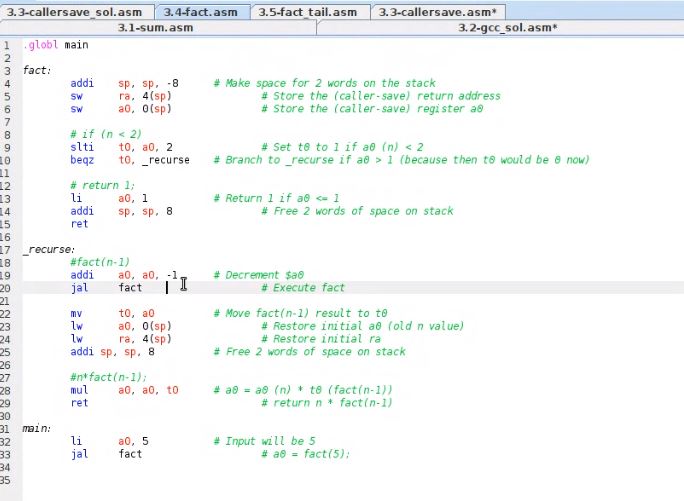 3.3-callersave_sol.asm 3.4-fact.asm 3.5-fact_tail.asm 3.3-callersave.asm*
3.1-sum.asm 3.2-gcc_sol.asm*
1 .globl main
2
3 fact:
4 addi sp, sp, -8 # Make space for 2 words on the stack
5 sw ra, 4(sp) # Store the (caller-save) return address
6 sw a0, 0(sp) # Store the (caller-save) register a0
7
8 # if (n < 2)
9 slti t0, a0, 2 # Set t0 to 1 if a0 (n) < 2
10 beqz t0, _recurse # Branch to _recurse if a0 > 1 (because then t0 would be 0 now)
11
12 # return 1;
13 li a0, 1 # Return 1 if a0 <= 1
14 addi sp, sp, 8 # Free 2 words of space on stack
15 ret
16
17 _recurse:
18 #fact(n-1)
19 addi a0, a0, -1 # Decrement $a0
20 jal fact # Execute fact
21
22 mv t0, a0 # Move fact(n-1) result to t0
23 lw a0, 0(sp) # Restore initial a0 (old n value)
24 lw ra, 4(sp) # Restore initial ra
25 addi sp, sp, 8 # Free 2 words of space on stack
26
27 #n*fact(n-1);
28 mul a0, a0, t0 # a0 = a0 (n) * t0 (fact(n-1))
29 ret # return n * fact(n-1)
30
31 main:
32 li a0, 5 # Input will be 5
33 jal fact # a0 = fact(5);
34
35